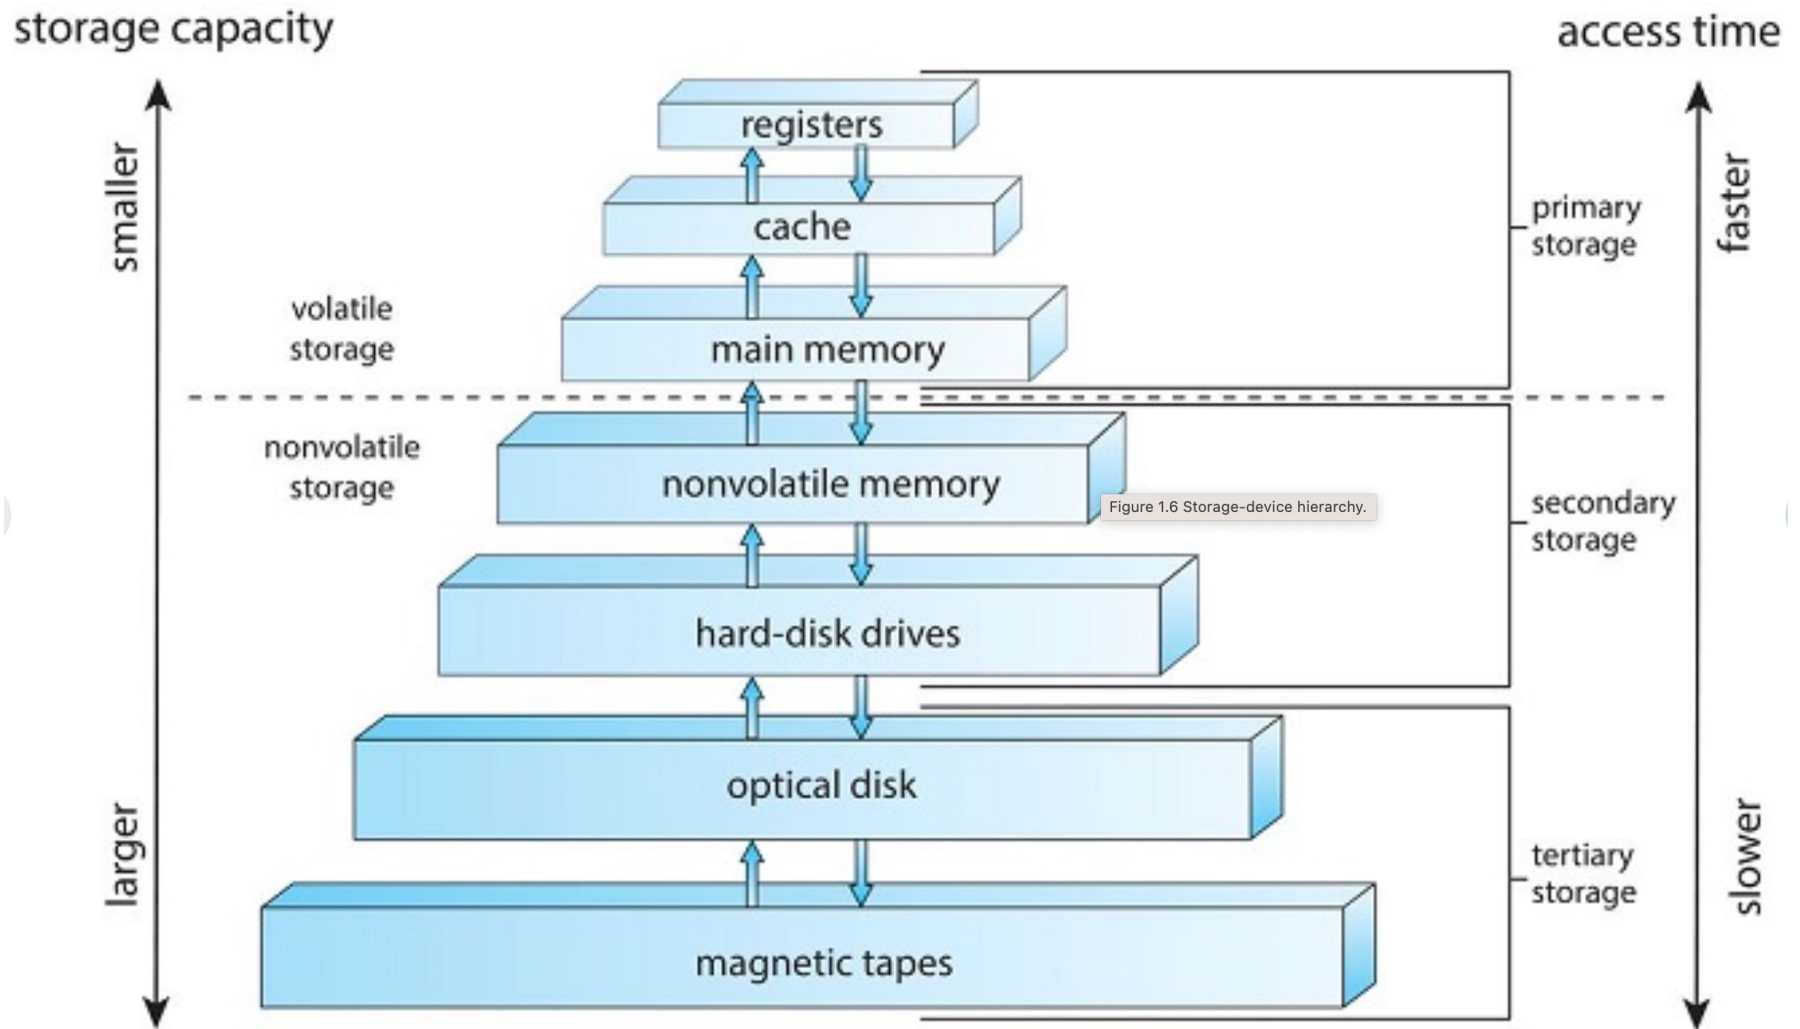 storage capacity
access time
smaller
larger
volatile
storage
nonvolatile
storage
registers
cache
main memory
nonvolatile memory
Figure 1.6 Storage-device hierarchy.
hard-disk drives
optical disk
magnetic tapes
primary
storage
secondary
storage
tertiary
storage
faster
slower